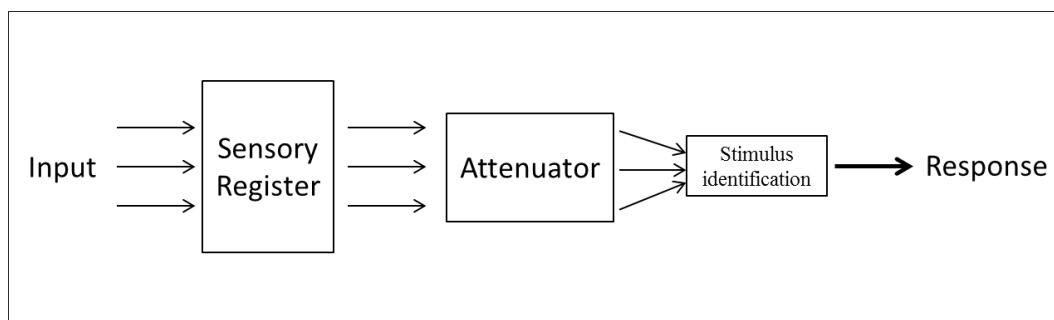 Input
Sensory
Register
Attenuator
Stimulus
identification
Response